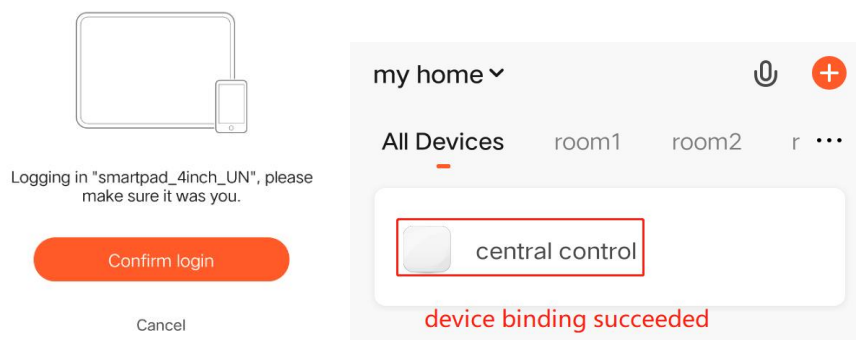 Logging in "smartpad_4inch_UN", please
make sure it was you.
Confirm login
Cancel
my home
All Devices room1 room2 r ...
central control
device binding succeeded